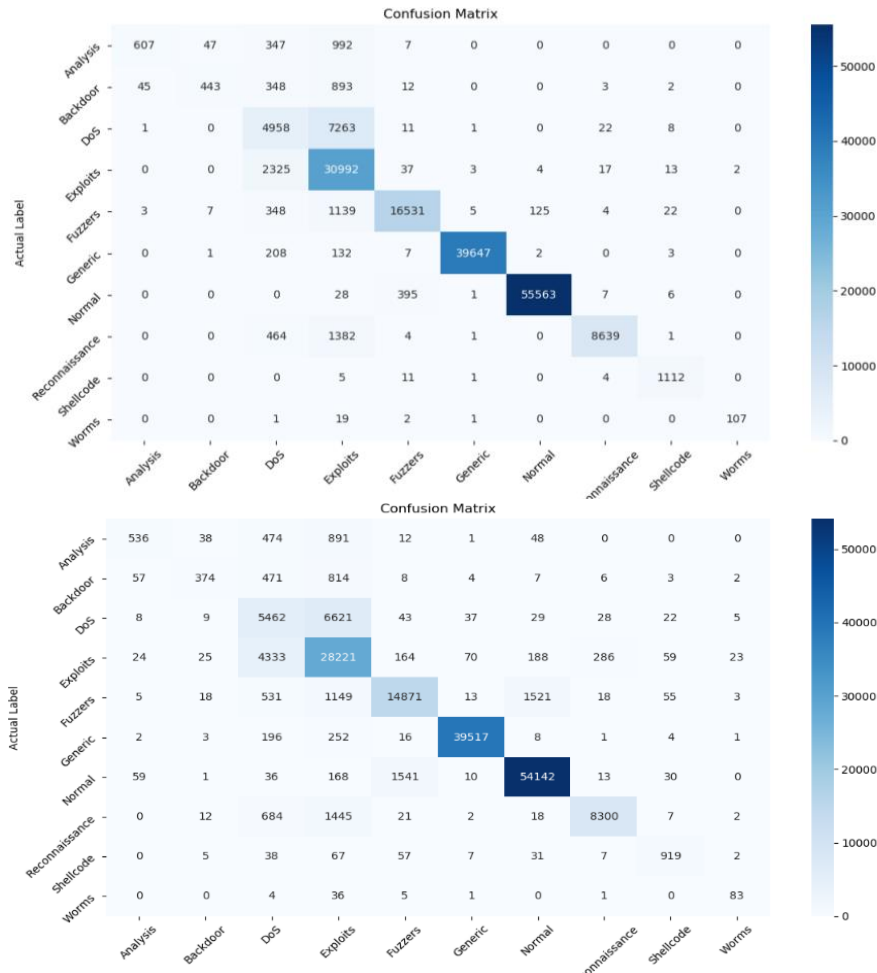 Confusion Matrix
Analysis 607 47 347 992 7 0 0 0 0 0
Backdoor 45 443 348 893 12 0 0 3 2 0
DoS 1 0 4958 7263 11 1 0 22 8 0
Exploits 0 0 2325 30992 37 3 4 17 13 2
Fuzzers 3 7 348 1139 16531 5 125 4 22 0
Generic 0 1 208 132 7 39647 2 0 3 0
Normal 0 0 0 28 395 1 55563 7 6 0
Reconnaissance 0 0 464 1382 4 1 0 8639 1 0
Shellcode 0 0 0 5 11 1 0 4 1112 0
Worms 0 0 1 19 2 1 0 0 0 107
Actual Label
Analysis Backdoor DoS Exploits Fuzzers Generic Normal onnaissance Shellcode Worms
50000
40000
30000
20000
10000
0
Confusion Matrix
Analysis 536 38 474 891 12 1 48 0 0 0
Backdoor 57 374 471 814 8 4 7 6 3 2
DoS 8 9 5462 6621 43 37 29 28 22 5
Exploits 24 25 4333 28221 164 70 188 286 59 23
Fuzzers 5 18 531 1149 14871 13 1521 18 55 3
Generic 2 3 196 252 16 39517 8 1 4 1
Normal 59 1 36 168 1541 10 54142 13 30 0
Reconnaissance 0 12 684 1445 21 2 18 8300 7 2
Shellcode 0 5 38 67 57 7 31 7 919 2
Worms 0 0 4 36 5 1 0 1 0 83
Actual Label
Analysis Backdoor DoS Exploits Fuzzers Generic Normal onnaissance Shellcode Worms
50000
40000
30000
20000
10000
0